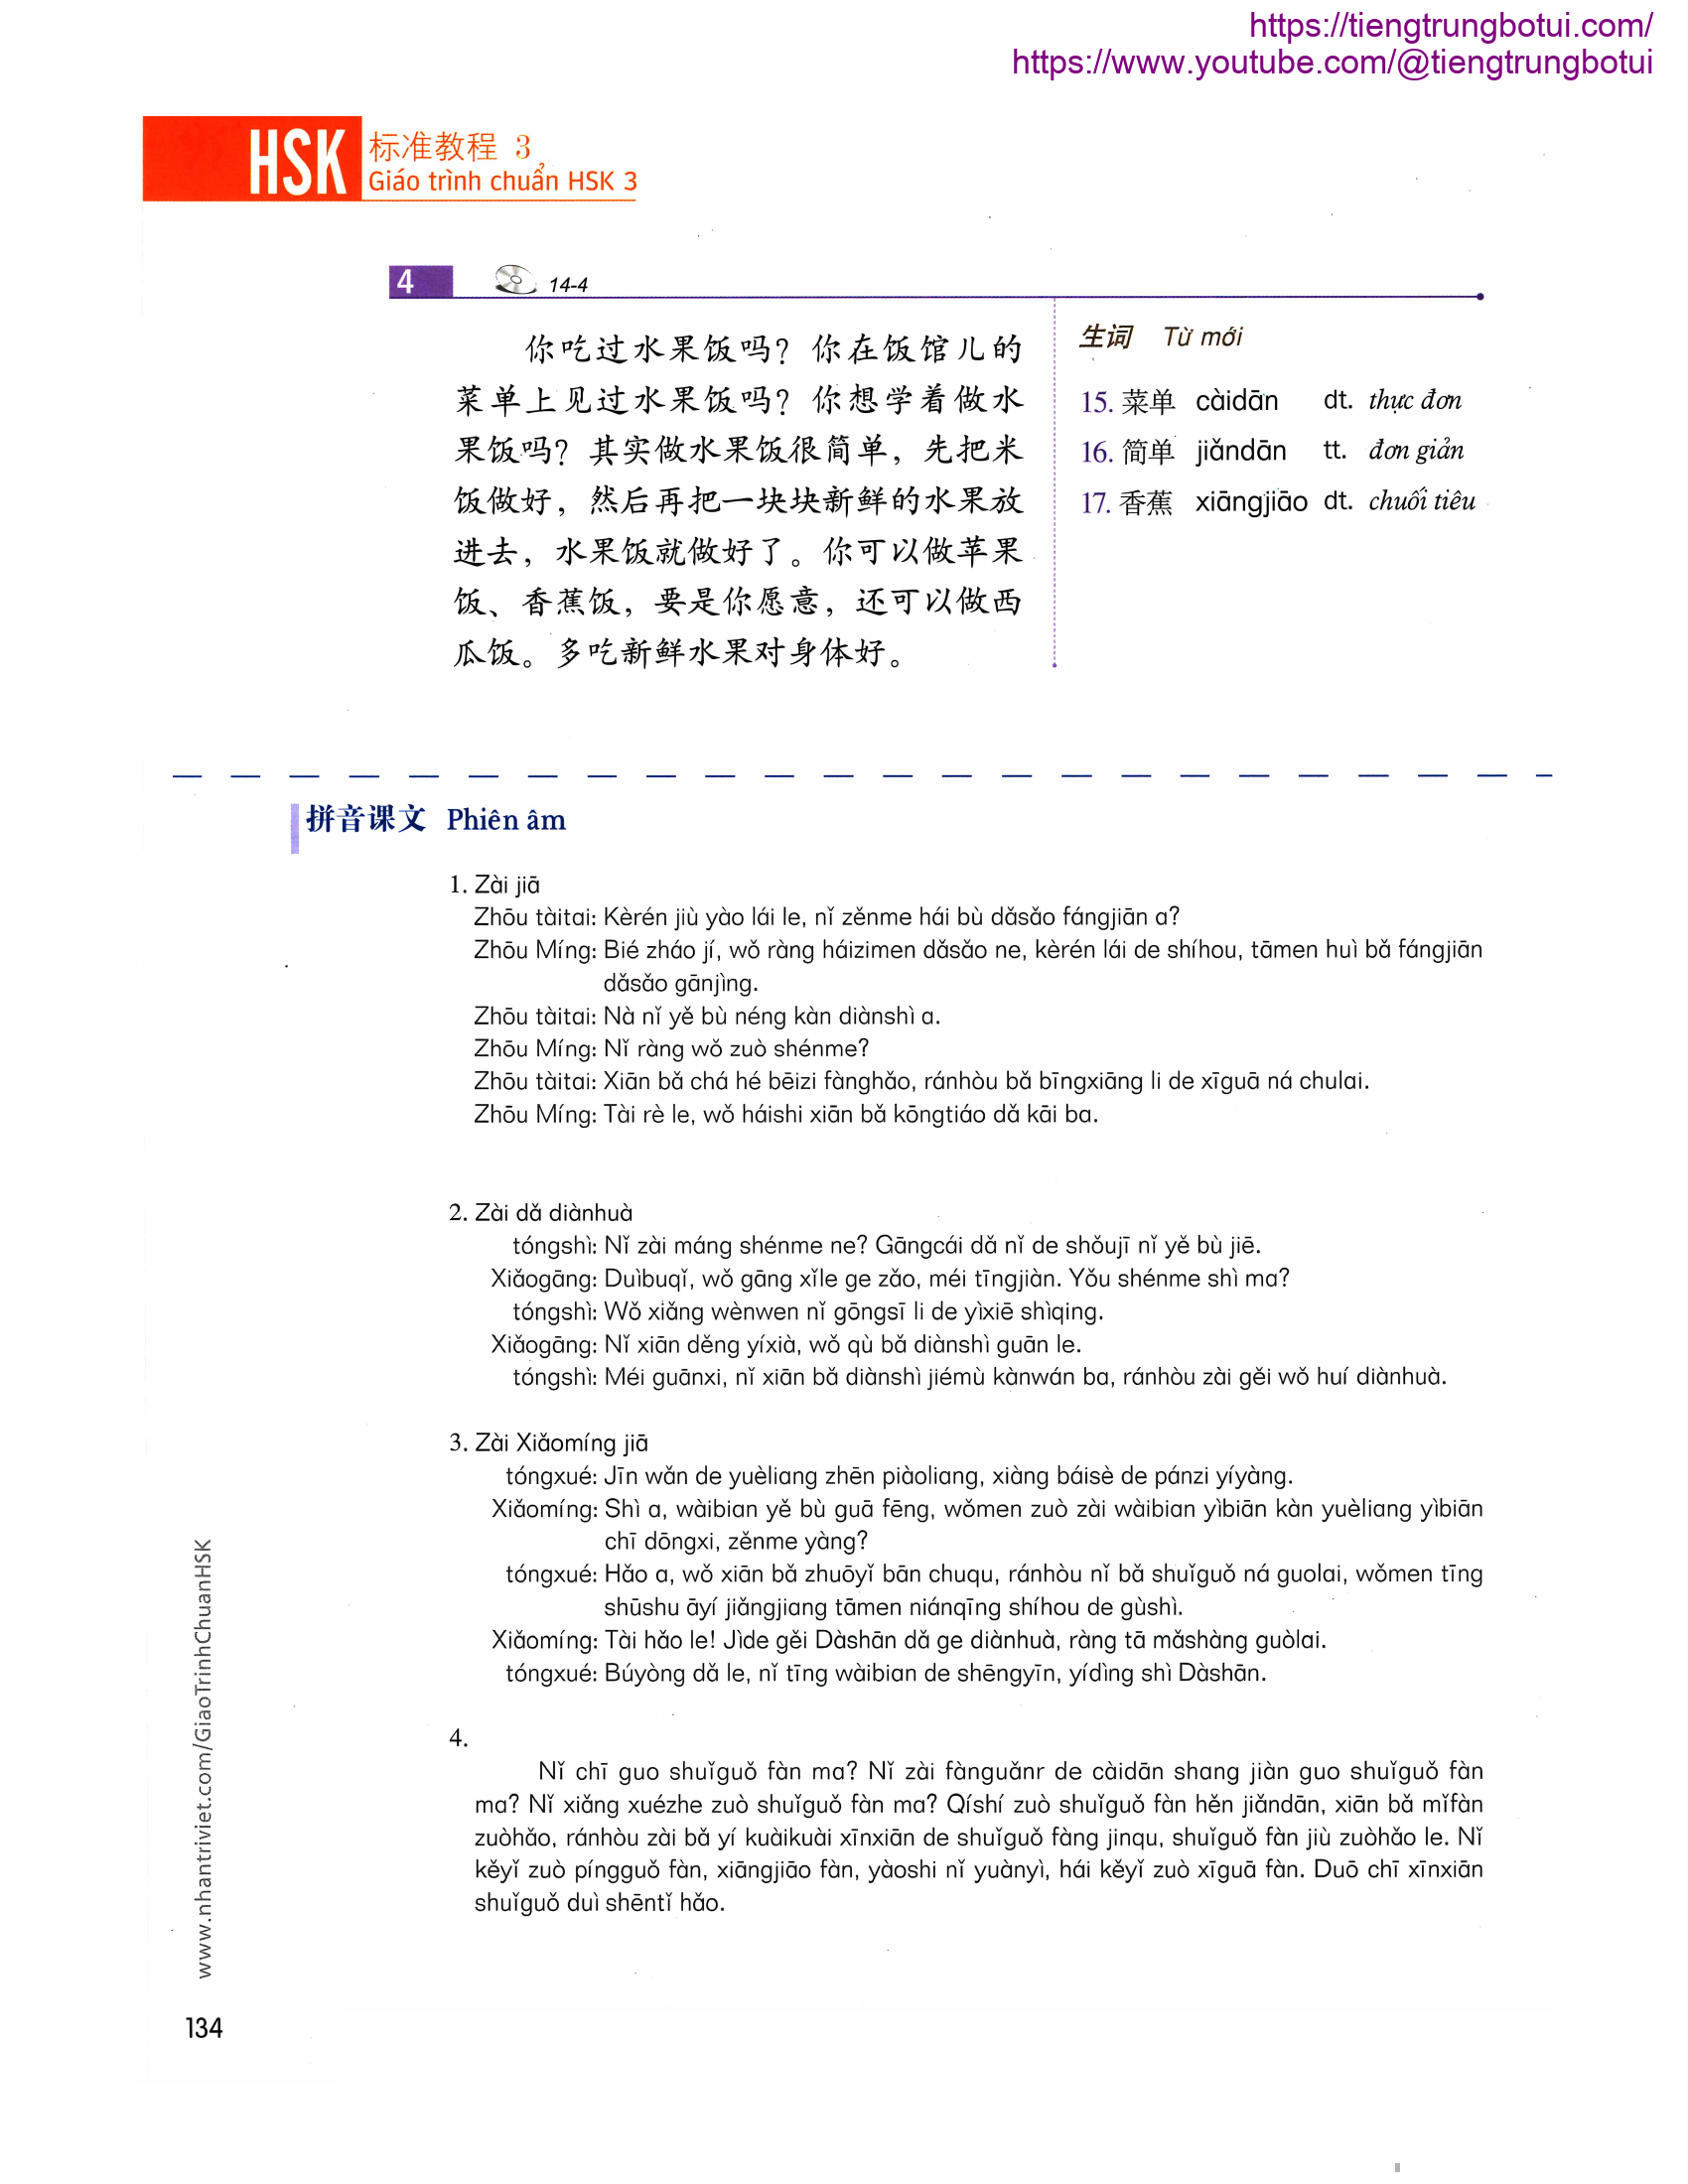 https://tiengtrungbotui.com/
https://www.youtube.com/@tiengtrungbotui
HSK 标准教程 3
Giáo trình chuẩn HSK 3
4 14-4
你吃过水果饭吗？你在饭馆儿的
菜单上见过水果饭吗？你想学着做水
果饭吗？其实做水果饭很简单，先把米
饭做好，然后再把一块块新鲜的水果放
进去，水果饭就做好了。你可以做苹果
饭、香蕉饭，要是你愿意，还可以做西
瓜饭。多吃新鲜水果对身体好。
生词 Từ mới
15. 菜单 càidān dt. thực đơn
16. 简单 jiǎndān tt. đơn giản
17. 香蕉 xiāngjiāo dt. chuối tiêu
拼音课文 Phiên âm
1. Zài jiā
Zhōu tàitai: Kèrén jiù yào lái le, nǐ zěnme hái bù dǎsǎo fángjiān a?
Zhōu Míng: Bié zháo jí, wǒ ràng háizimen dǎsǎo ne, kèrén lái de shíhou, tāmen huì bǎ fángjiān
dǎsǎo gānjìng.
Zhōu tàitai: Nà nǐ yě bù néng kàn diànshì a.
Zhōu Míng: Nǐ ràng wǒ zuò shénme?
Zhōu tàitai: Xiān bǎ chá hé bēizi fànghǎo, ránhòu bǎ bīngxiāng li de xīguā ná chulai.
Zhōu Míng: Tài rè le, wǒ háishi xiān bǎ kōngtiáo dǎ kāi ba.
2. Zài dǎ diànhuà
tóngshì: Nǐ zài máng shénme ne? Gāngcái dǎ nǐ de shǒujī nǐ yě bù jiē.
Xiǎogāng: Duìbuqǐ, wǒ gāng xǐle ge zǎo, méi tīngjiàn. Yǒu shénme shì ma?
tóngshì: Wǒ xiǎng wènwen nǐ gōngsī li de yìxiē shìqing.
Xiǎogāng: Nǐ xiān děng yíxià, wǒ qù bǎ diànshì guān le.
tóngshì: Méi guānxi, nǐ xiān bǎ diànshì jiémù kànwán ba, ránhòu zài gěi wǒ huí diànhuà.
3. Zài Xiǎomíng jiā
tóngxué: Jīn wǎn de yuèliang zhēn piàoliang, xiàng báisè de pánzi yíyàng.
Xiǎomíng: Shì a, wàibian yě bù guā fēng, wǒmen zuò zài wàibian yìbiān kàn yuèliang yìbiān
chī dōngxi, zěnme yàng?
tóngxué: Hǎo a, wǒ xiān bǎ zhuōyǐ bān chuqu, ránhòu nǐ bǎ shuǐguǒ ná guolai, wǒmen tīng
shūshu āyí jiǎngjiang tāmen niánqīng shíhou de gùshì.
Xiǎomíng: Tài hǎo le! Jìde gěi Dàshān dǎ ge diànhuà, ràng tā mǎshàng guòlai.
tóngxué: Búyòng dǎ le, nǐ tīng wàibian de shēngyīn, yídìng shì Dàshān.
4.
Nǐ chī guo shuǐguǒ fàn ma? Nǐ zài fànguǎnr de càidān shang jiàn guo shuǐguǒ fàn
ma? Nǐ xiǎng xuézhe zuò shuǐguǒ fàn ma? Qíshí zuò shuǐguǒ fàn hěn jiǎndān, xiān bǎ mǐfàn
zuòhǎo, ránhòu zài bǎ yí kuàikuài xīnxiān de shuǐguǒ fàng jinqu, shuǐguǒ fàn jiù zuòhǎo le. Nǐ
kěyǐ zuò píngguǒ fàn, xiāngjiāo fàn, yàoshi nǐ yuànyì, hái kěyǐ zuò xīguā fàn. Duō chī xīnxiān
shuǐguǒ duì shēntǐ hǎo.
www.nhantriviet.com/GiaoTrinhChuanHSK
134